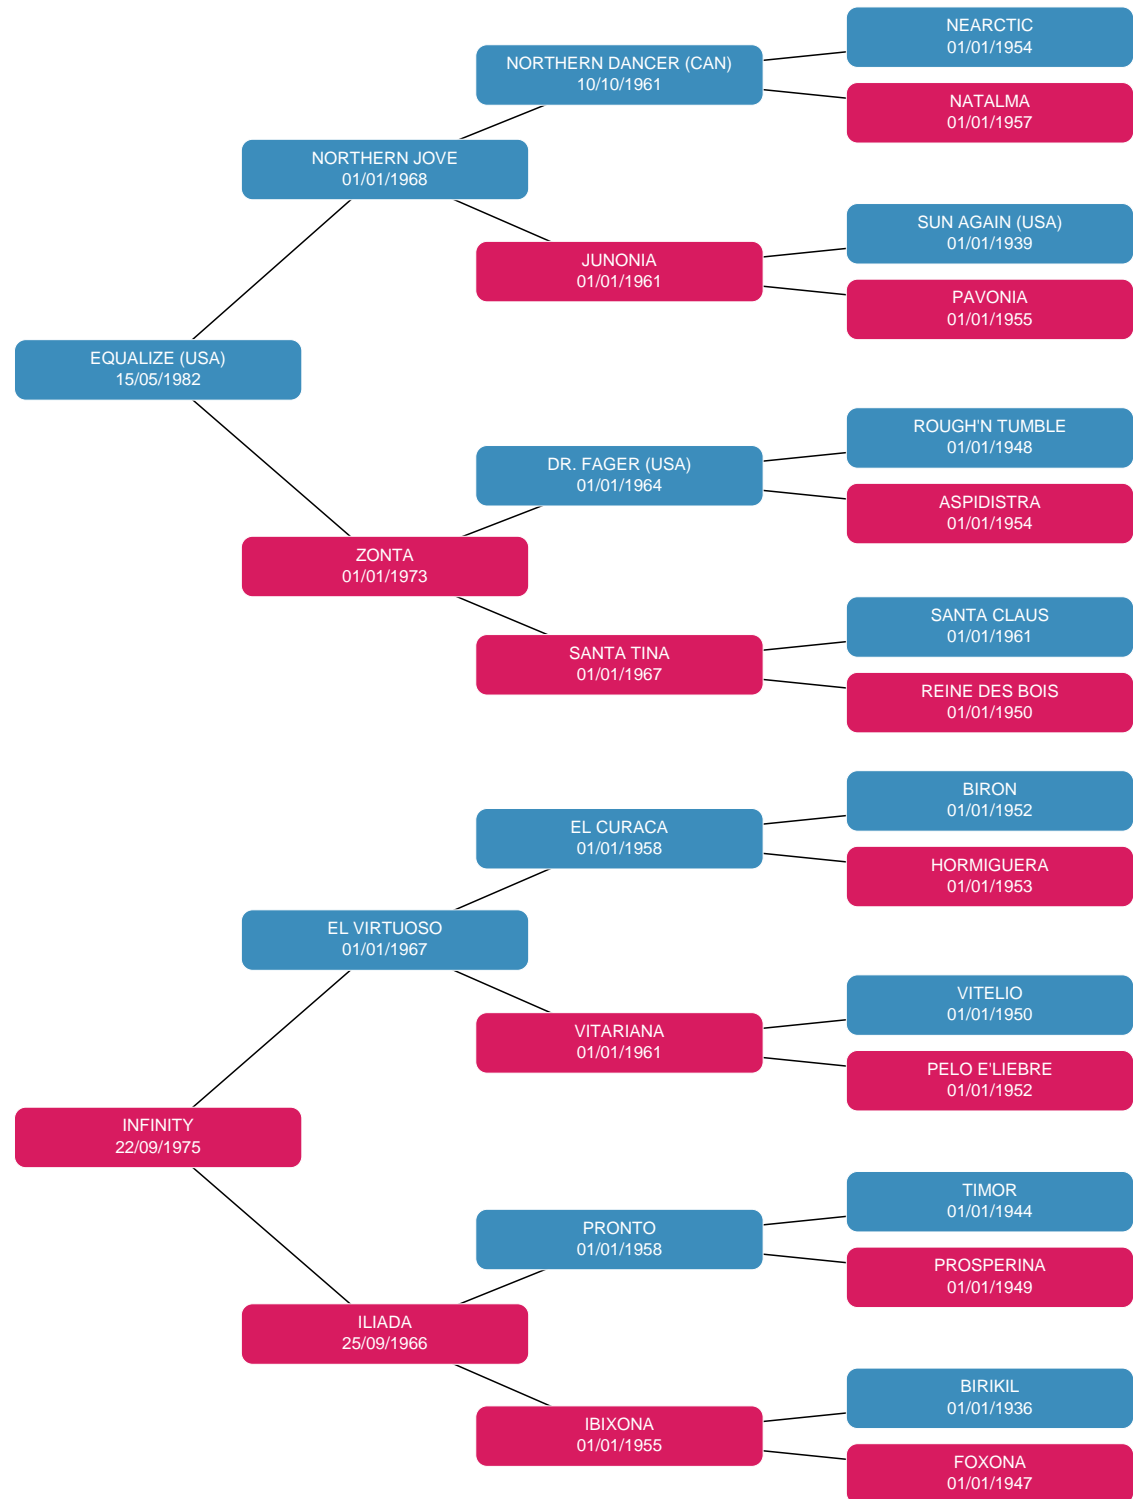 NEARCTIC
01/01/1954
NORTHERN DANCER (CAN)
10/10/1961
NATALMA
01/01/1957
NORTHERN JOVE
01/01/1968
SUN AGAIN (USA)
01/01/1939
JUNONIA
01/01/1961
PAVONIA
01/01/1955
EQUALIZE (USA)
15/05/1982
ROUGH'N TUMBLE
01/01/1948
DR. FAGER (USA)
01/01/1964
ASPIDISTRA
01/01/1954
ZONTA
01/01/1973
SANTA CLAUS
01/01/1961
SANTA TINA
01/01/1967
REINE DES BOIS
01/01/1950
BIRON
01/01/1952
EL CURACA
01/01/1958
HORMIGUERA
01/01/1953
EL VIRTUOSO
01/01/1967
VITELIO
01/01/1950
VITARIANA
01/01/1961
PELO E'LIEBRE
01/01/1952
INFINITY
22/09/1975
TIMOR
01/01/1944
PRONTO
01/01/1958
PROSPERINA
01/01/1949
ILIADA
25/09/1966
BIRIKIL
01/01/1936
IBIXONA
01/01/1955
FOXONA
01/01/1947